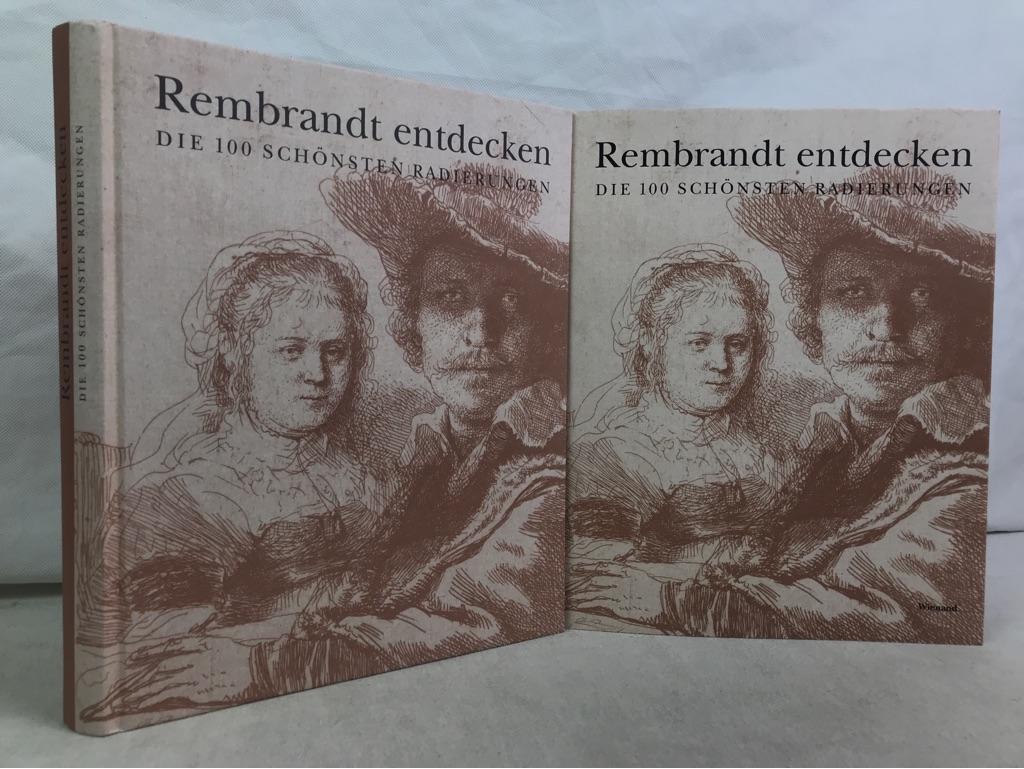 Rembrandt entdecken
DIE 100 SCHÖNSTEN RADIERUNGEN
Rembrandt entdecken
DIE 100 SCHÖNSTEN RADIERUNGEN
Rembrandt entdecken
DIE 100 SCHÖNSTEN RADIERUNGEN
Wienand